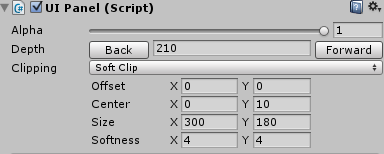 UI Panel (Script)
Alpha 1
Depth Back 210 Forward
Clipping Soft Clip
Offset X 0 Y 0
Center X 0 Y 10
Size X 300 Y 180
Softness X 4 Y 4